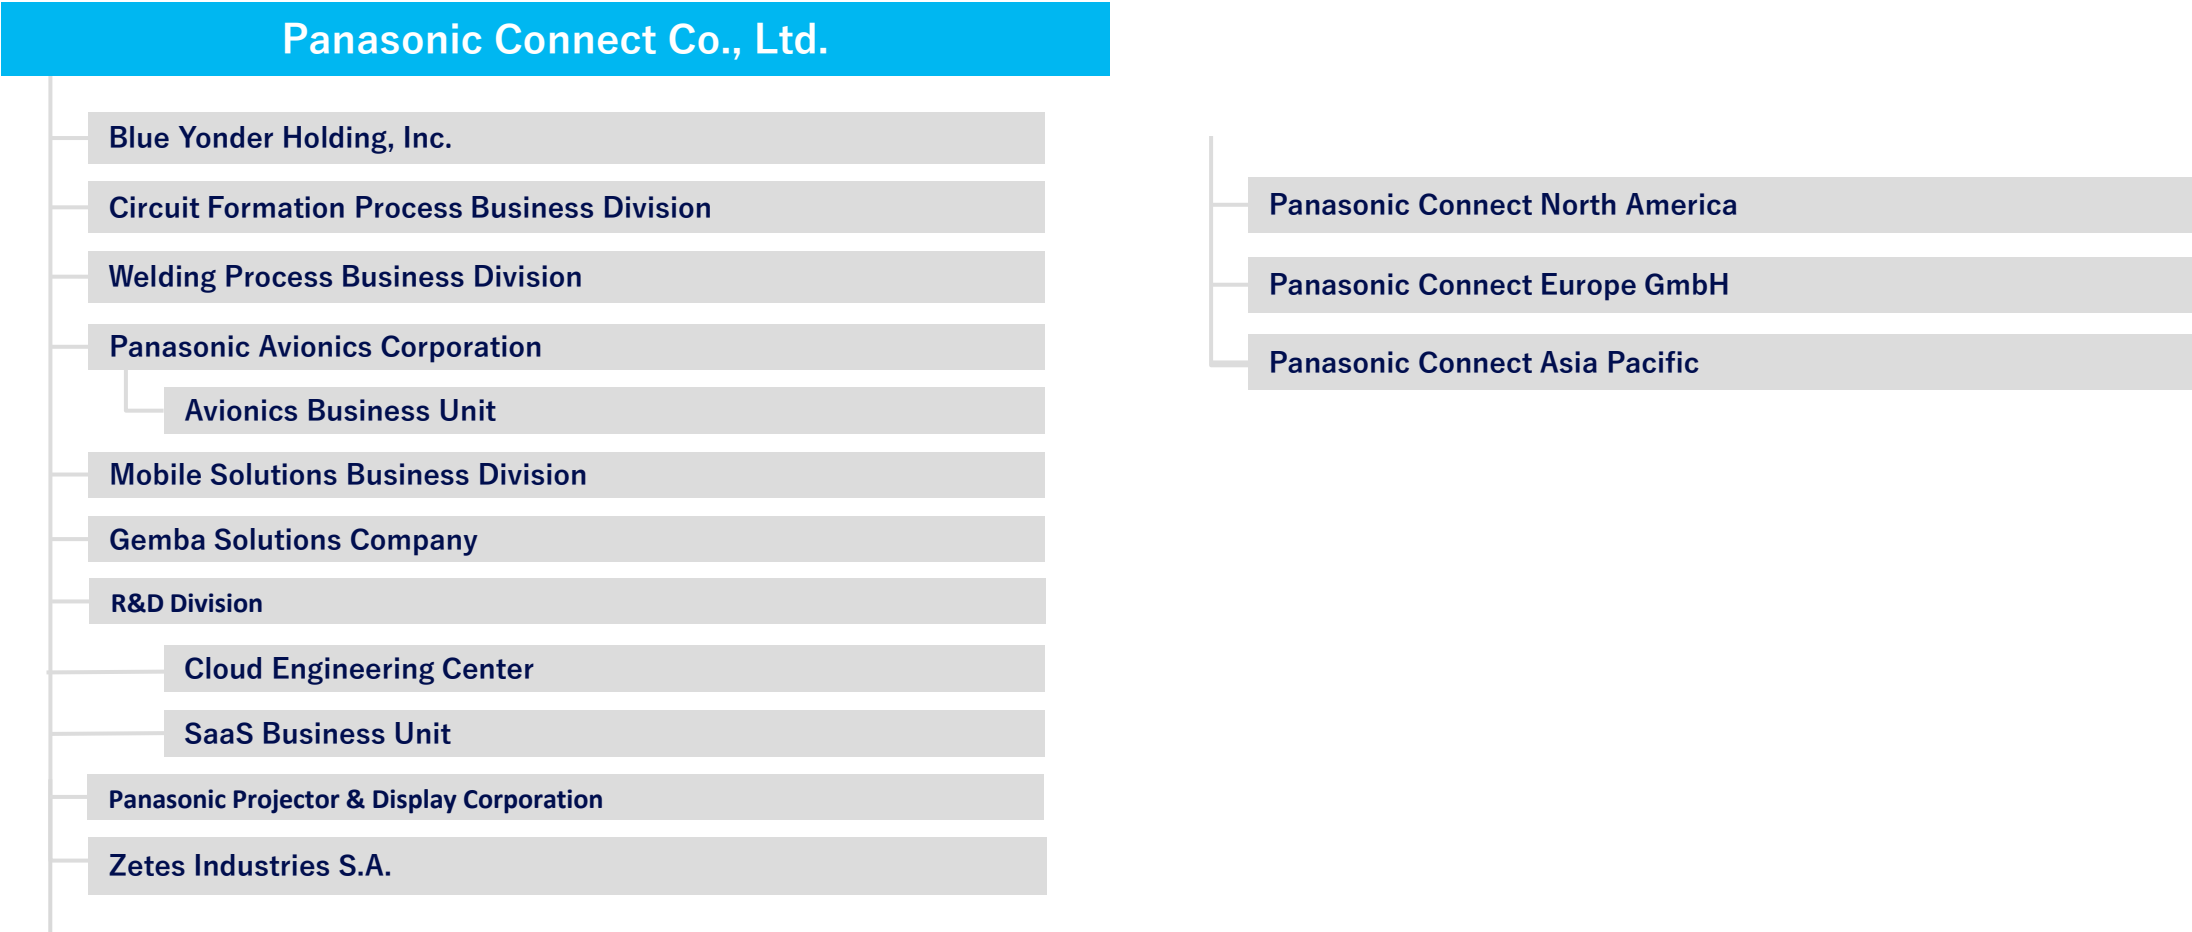 Panasonic Connect Co., Ltd.
Blue Yonder Holding, Inc.
Circuit Formation Process Business Division
Welding Process Business Division
Panasonic Avionics Corporation
Avionics Business Unit
Mobile Solutions Business Division
Gemba Solutions Company
R&D Division
Cloud Engineering Center
SaaS Business Unit
Panasonic Projector & Display Corporation
Zetes Industries S.A.
Panasonic Connect North America
Panasonic Connect Europe GmbH
Panasonic Connect Asia Pacific